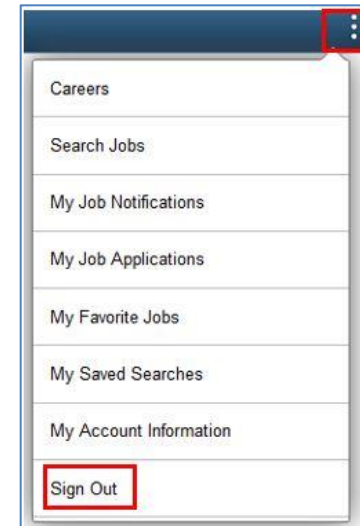 Careers
Search Jobs
My Job Notifications
My Job Applications
My Favorite Jobs
My Saved Searches
My Account Information
Sign Out